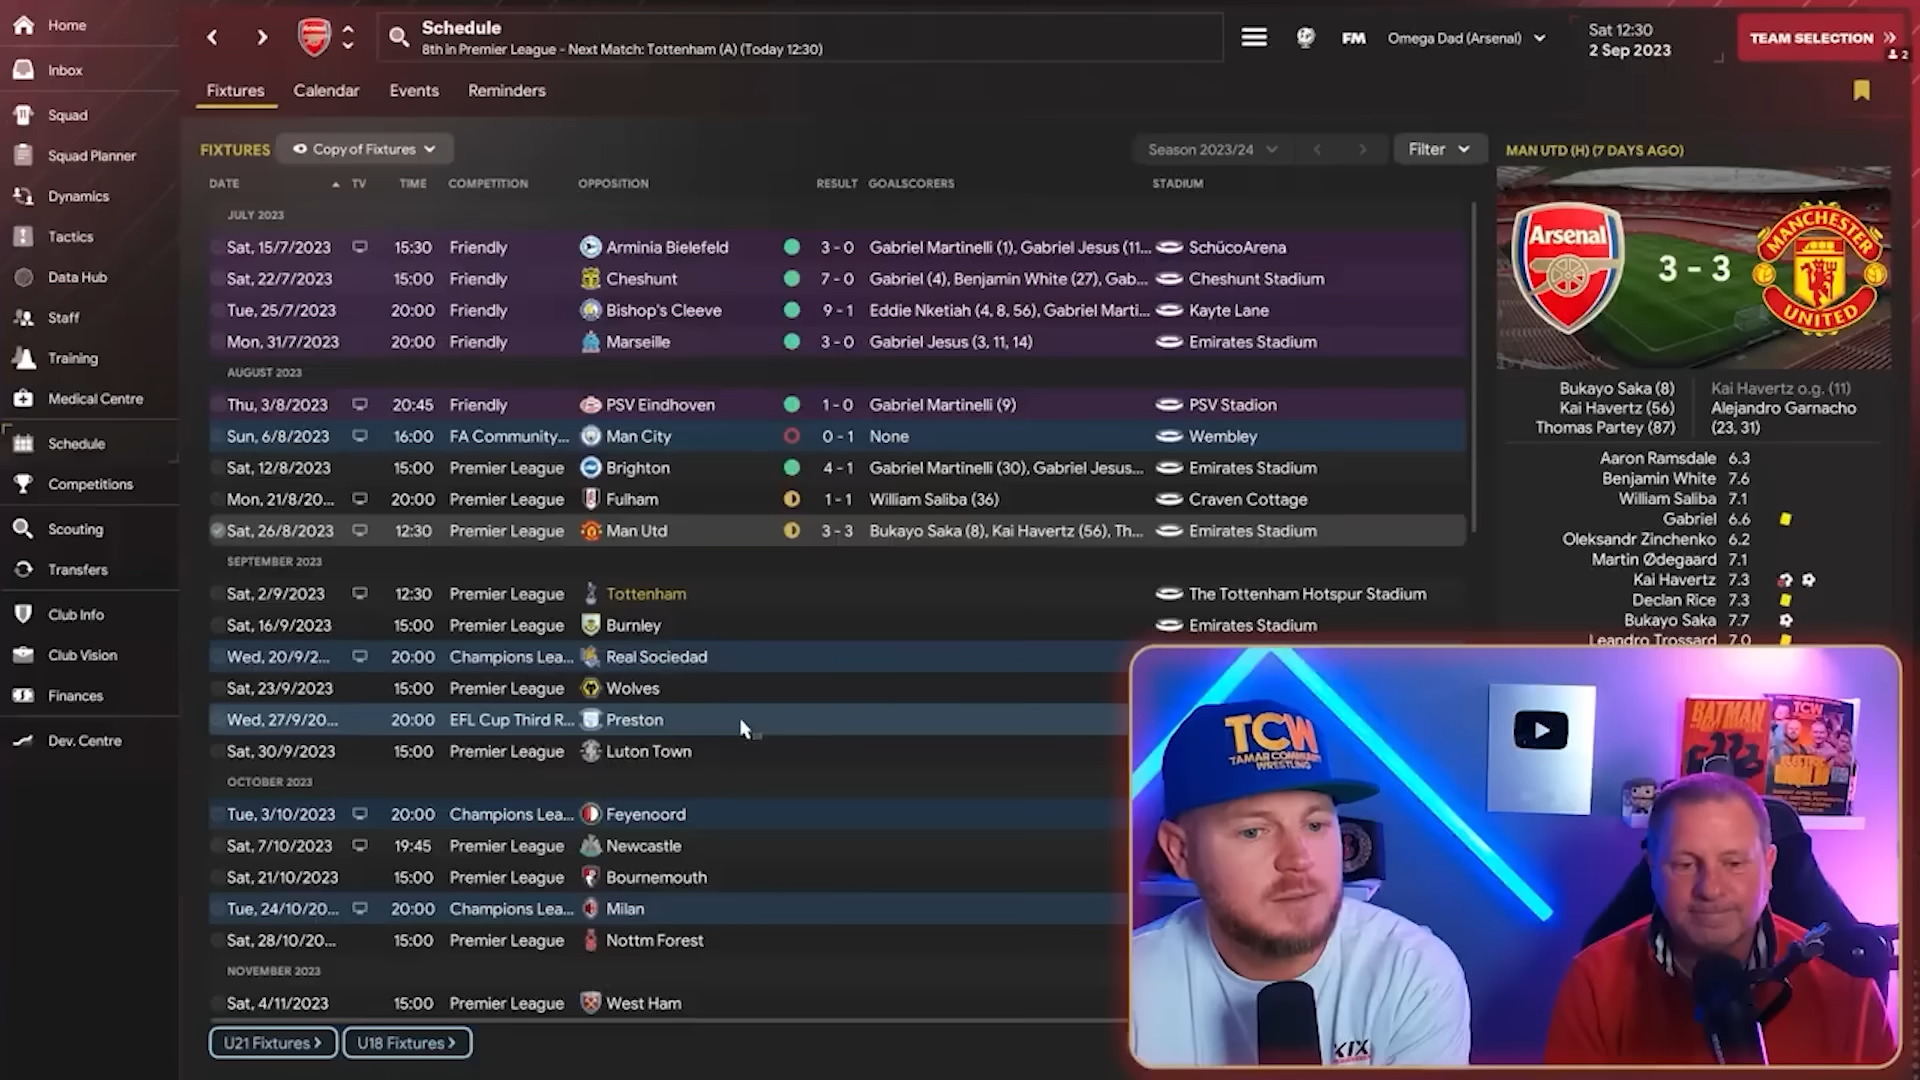 Home
Inbox
Squad
Squad Planner
Dynamics
Tactics
Data Hub
Staff
Training
Medical Centre
Schedule
Competitions
Scouting
Transfers
Club Info
Club Vision
Finances
Dev. Centre
Schedule
8th in Premier League - Next Match: Tottenham (A) (Today 12:30)
FM
Omega Dad (Arsenal)
Sat 12:30
2 Sep 2023
TEAM SELECTION
2
Fixtures Calendar Events Reminders
FIXTURES Copy of Fixtures Season 2023/24 Filter
DATE TV TIME COMPETITION OPPOSITION RESULT GOALSCORERS STADIUM
JULY 2023
Sat, 15/7/2023 15:30 Friendly Arminia Bielefeld 3 - 0 Gabriel Martinelli (1), Gabriel Jesus (11... SchücoArena
Sat, 22/7/2023 15:00 Friendly Cheshunt 7 - 0 Gabriel (4), Benjamin White (27), Gab... Cheshunt Stadium
Tue, 25/7/2023 20:00 Friendly Bishop's Cleeve 9 - 1 Eddie Nketiah (4, 8, 56), Gabriel Marti... Kayte Lane
Mon, 31/7/2023 20:00 Friendly Marseille 3 - 0 Gabriel Jesus (3, 11, 14) Emirates Stadium
AUGUST 2023
Thu, 3/8/2023 20:45 Friendly PSV Eindhoven 1 - 0 Gabriel Martinelli (9) PSV Stadion
Sun, 6/8/2023 16:00 FA Community... Man City 0 - 1 None Wembley
Sat, 12/8/2023 15:00 Premier League Brighton 4 - 1 Gabriel Martinelli (30), Gabriel Jesus... Emirates Stadium
Mon, 21/8/20... 20:00 Premier League Fulham 1 - 1 William Saliba (36) Craven Cottage
Sat, 26/8/2023 12:30 Premier League Man Utd 3 - 3 Bukayo Saka (8), Kai Havertz (56), Th... Emirates Stadium
SEPTEMBER 2023
Sat, 2/9/2023 12:30 Premier League Tottenham The Tottenham Hotspur Stadium
Sat, 16/9/2023 15:00 Premier League Burnley Emirates Stadium
Wed, 20/9/2... 20:00 Champions Lea... Real Sociedad
Sat, 23/9/2023 15:00 Premier League Wolves
Wed, 27/9/20... 20:00 EFL Cup Third R... Preston
Sat, 30/9/2023 15:00 Premier League Luton Town
OCTOBER 2023
Tue, 3/10/2023 20:00 Champions Lea... Feyenoord
Sat, 7/10/2023 19:45 Premier League Newcastle
Sat, 21/10/2023 15:00 Premier League Bournemouth
Tue, 24/10/20... 20:00 Champions Lea... Milan
Sat, 28/10/20... 15:00 Premier League Nottm Forest
NOVEMBER 2023
Sat, 4/11/2023 15:00 Premier League West Ham
U21 Fixtures U18 Fixtures
MAN UTD (H) (7 DAYS AGO)
Arsenal
3 - 3
MANCHESTER
UNITED
Bukayo Saka (8)
Kai Havertz (56)
Thomas Partey (87)
Kai Havertz o.g. (11)
Alejandro Garnacho
(23, 31)
Aaron Ramsdale 6.3
Benjamin White 7.6
William Saliba 7.1
Gabriel 6.6
Oleksandr Zinchenko 6.2
Martin Ødegaard 7.1
Kai Havertz 7.3
Declan Rice 7.3
Bukayo Saka 7.7
Leandro Trossard 7.0
TCW
TAMAR COMMUNITY
WRESTLING
BATMAN
TCW
XIX